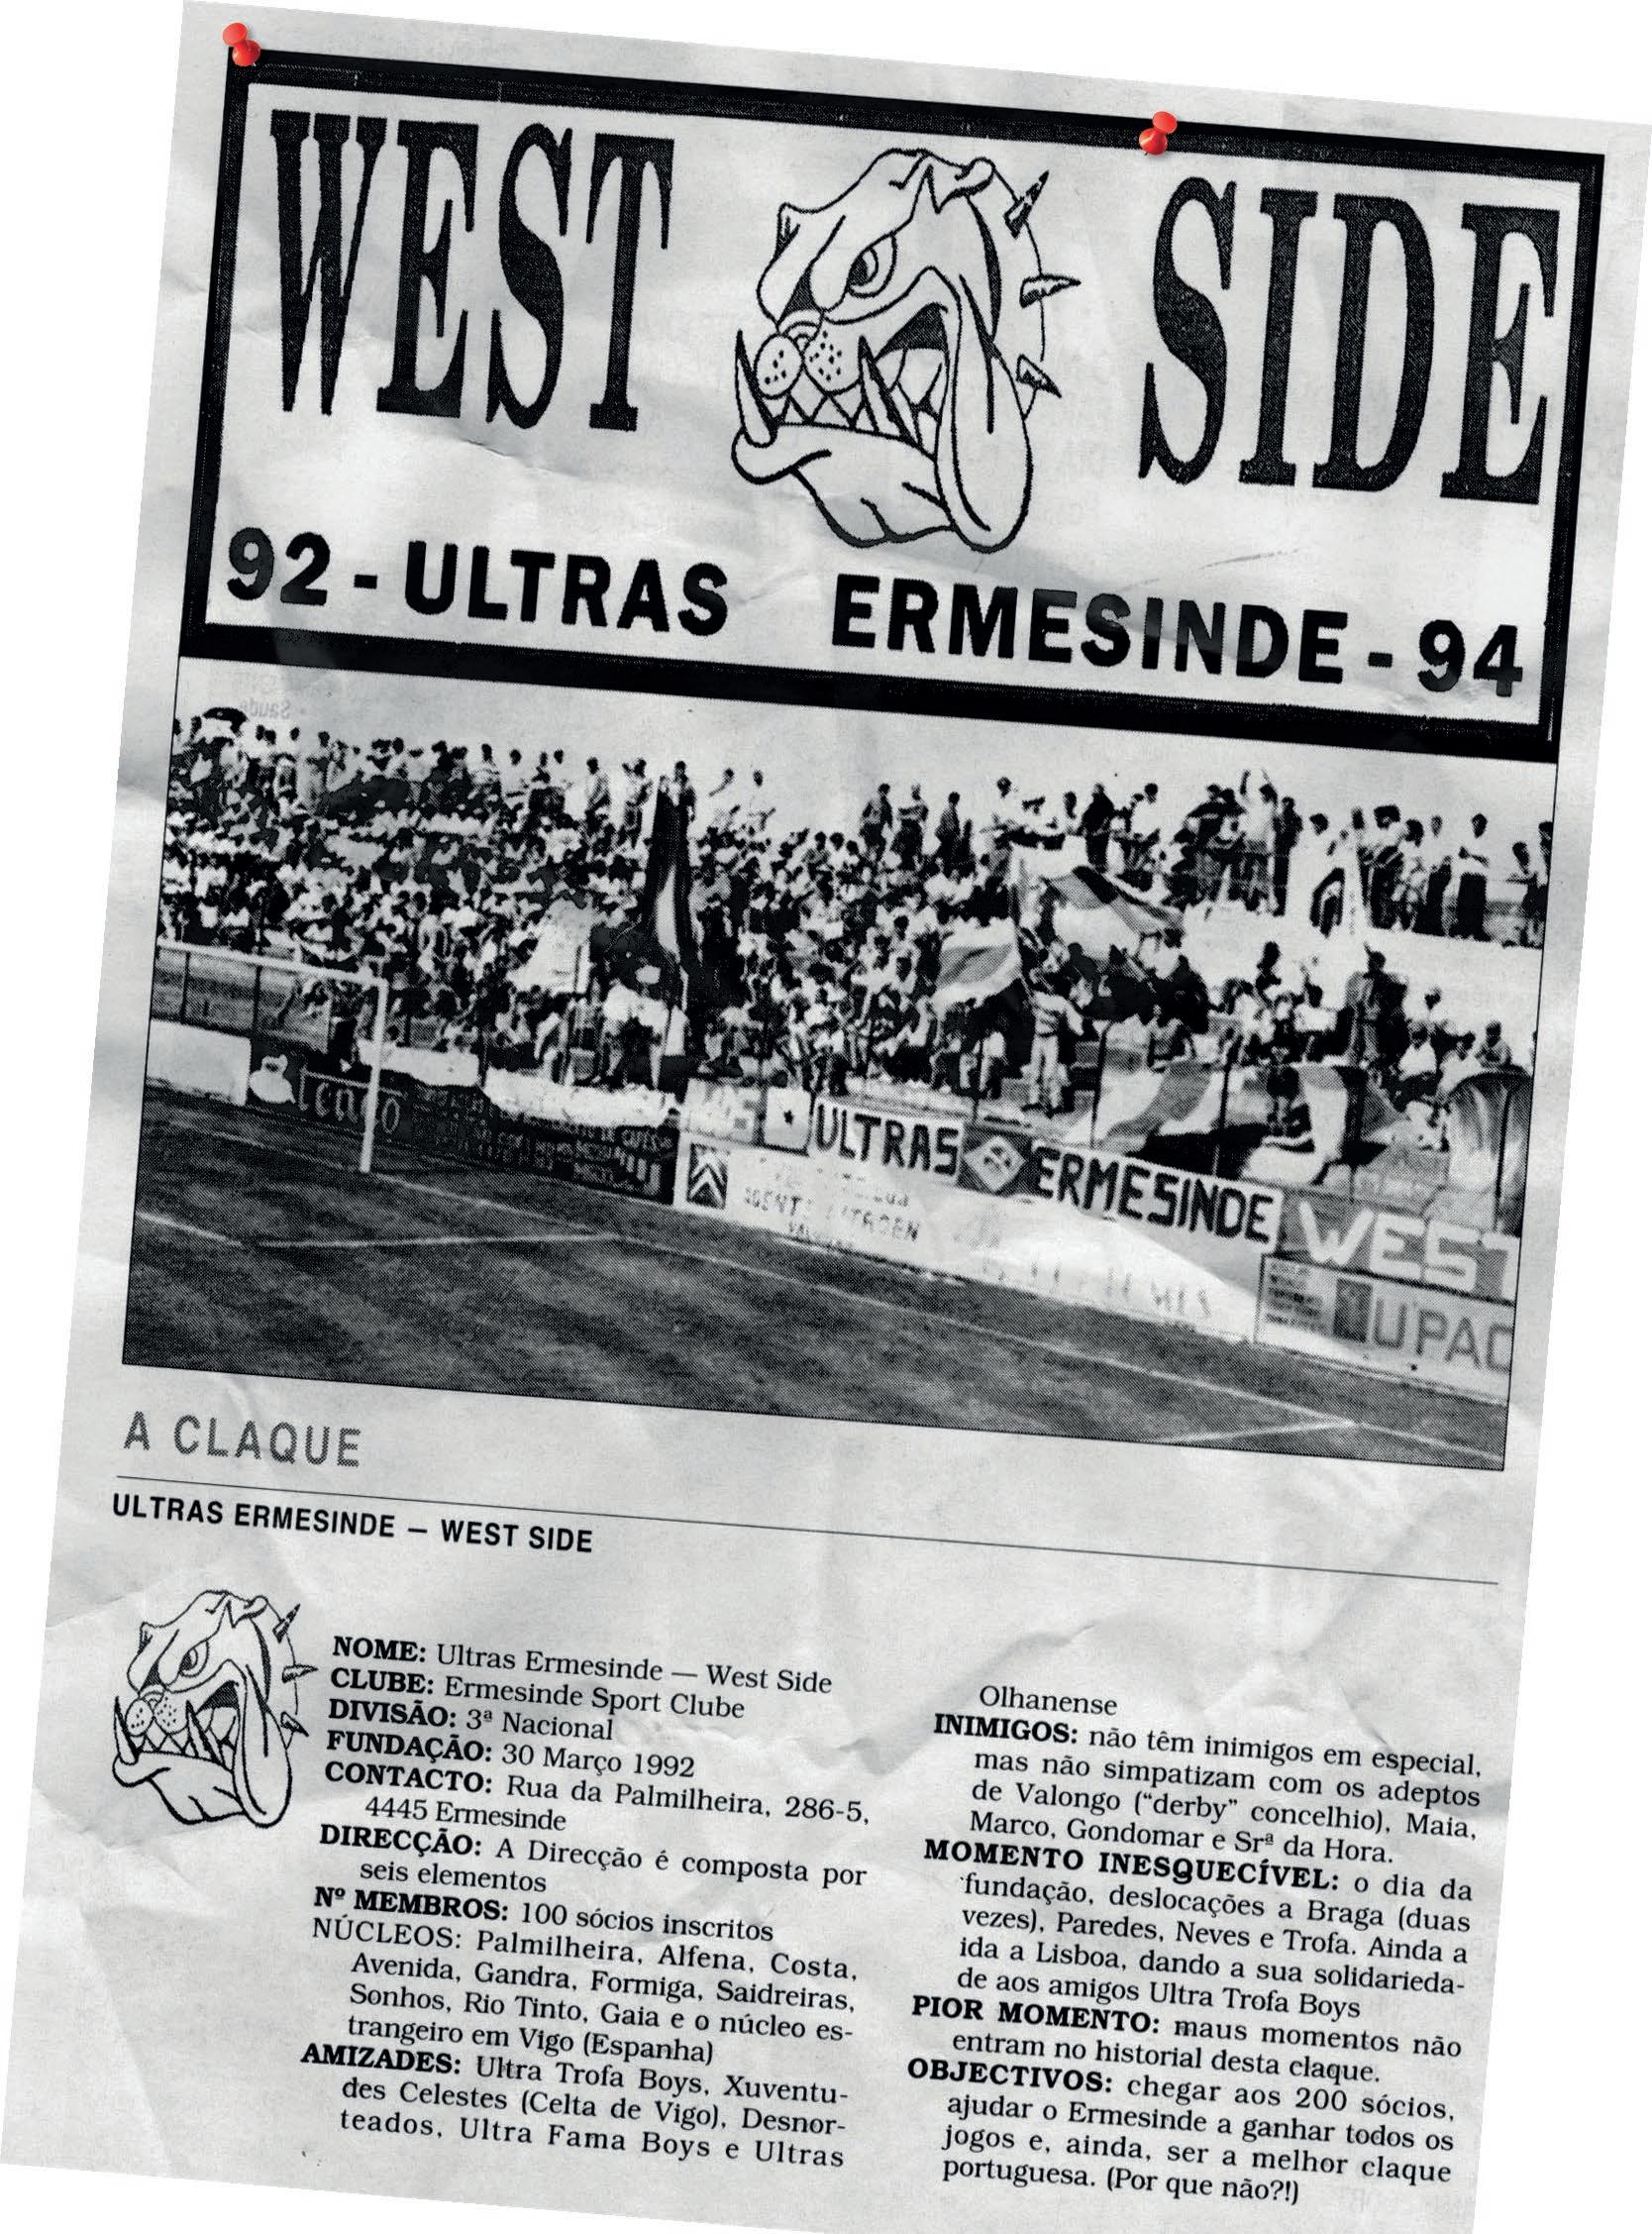 WEST SIDE
92 - ULTRAS ERMESINDE - 94
ULTRAS ERMESINDE
WEST
UPAC
A CLAQUE
ULTRAS ERMESINDE — WEST SIDE
NOME: Ultras Ermesinde — West Side
CLUBE: Ermesinde Sport Clube
DIVISÃO: 3ª Nacional
FUNDAÇÃO: 30 Março 1992
CONTACTO: Rua da Palmilheira, 286-5,
4445 Ermesinde
DIRECÇÃO: A Direcção é composta por
seis elementos
Nº MEMBROS: 100 sócios inscritos
NÚCLEOS: Palmilheira, Alfena, Costa,
Avenida, Gandra, Formiga, Saidreiras,
Sonhos, Rio Tinto, Gaia e o núcleo es-
trangeiro em Vigo (Espanha)
AMIZADES: Ultra Trofa Boys, Xuventu-
des Celestes (Celta de Vigo), Desnor-
teados, Ultra Fama Boys e Ultras
Olhanense
INIMIGOS: não têm inimigos em especial,
mas não simpatizam com os adeptos
de Valongo ("derby" concelhio), Maia,
Marco, Gondomar e Srª da Hora.
MOMENTO INESQUECÍVEL: o dia da
fundação, deslocações a Braga (duas
vezes), Paredes, Neves e Trofa. Ainda a
ida a Lisboa, dando a sua solidarieda-
de aos amigos Ultra Trofa Boys
PIOR MOMENTO: maus momentos não
entram no historial desta claque.
OBJECTIVOS: chegar aos 200 sócios,
ajudar o Ermesinde a ganhar todos os
jogos e, ainda, ser a melhor claque
portuguesa. (Por que não?!)